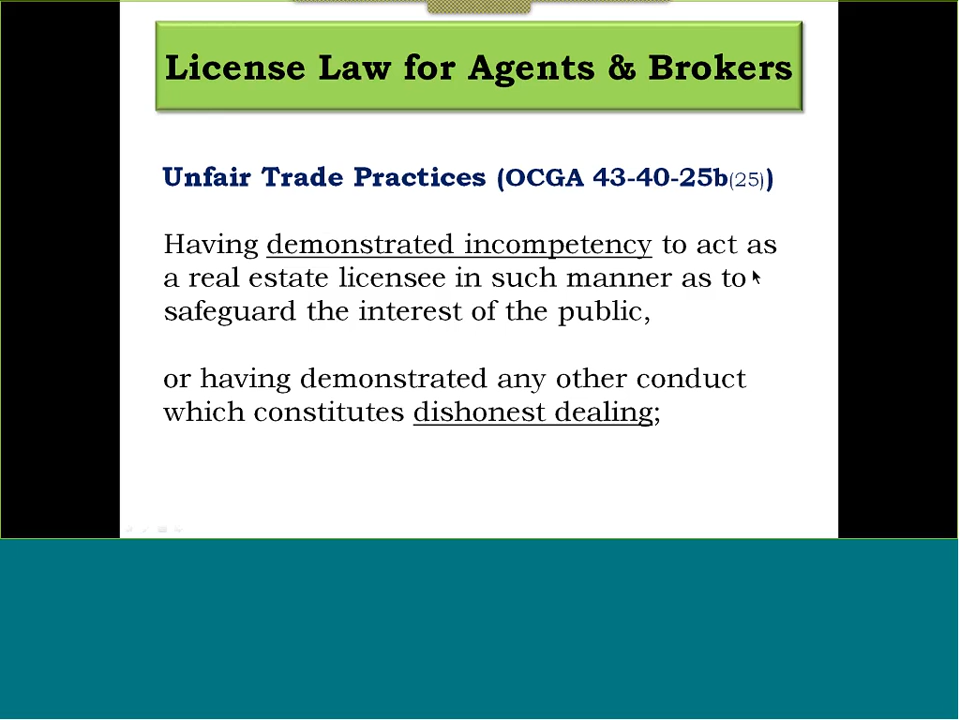 License Law for Agents & Brokers
Unfair Trade Practices (OCGA 43-40-25b(25))
Having demonstrated incompetency to act as
a real estate licensee in such manner as to
safeguard the interest of the public,
or having demonstrated any other conduct
which constitutes dishonest dealing;